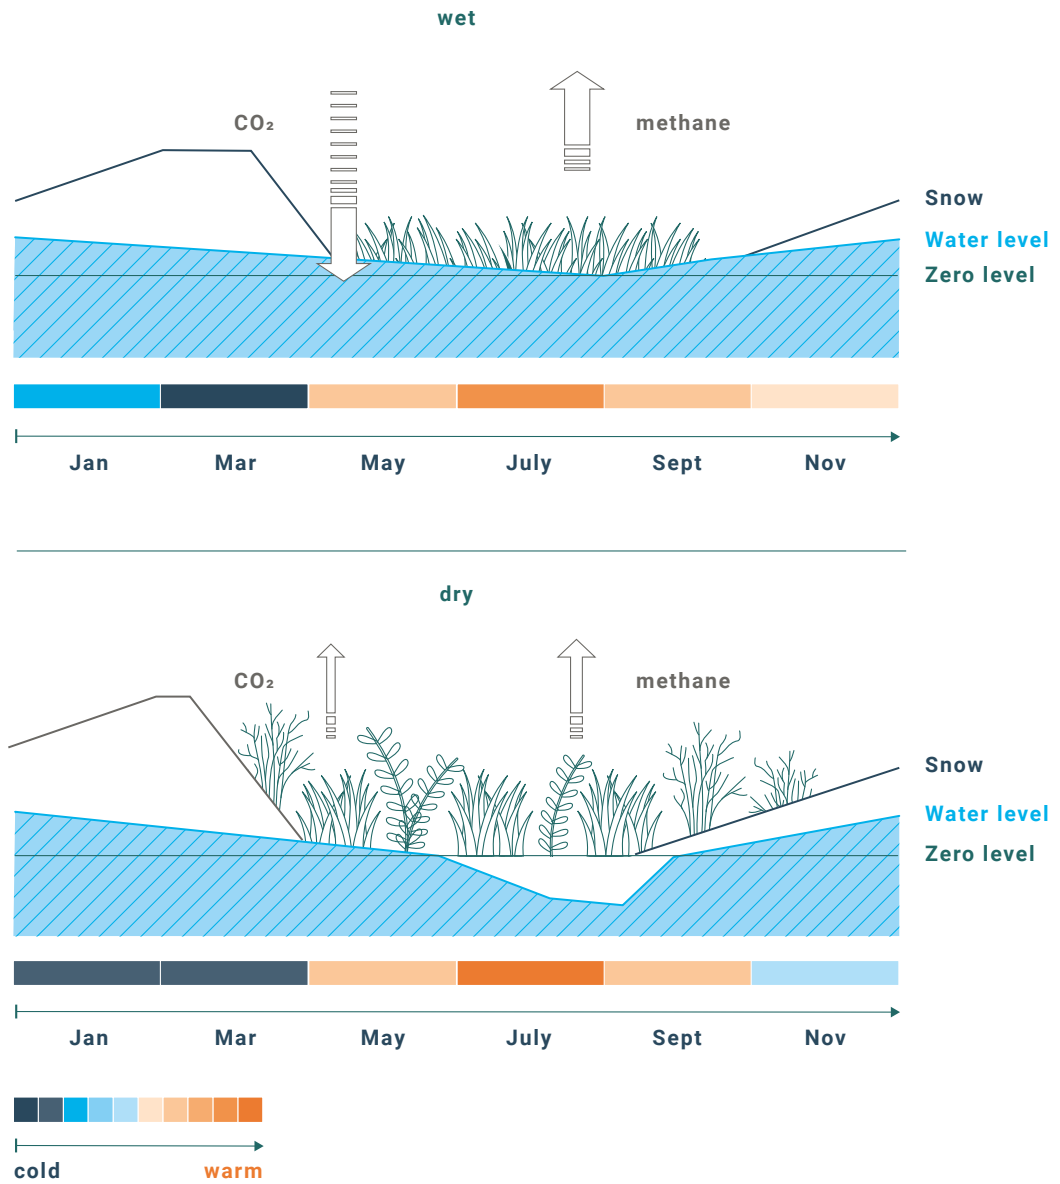 wet
CO₂
methane
Snow
Water level
Zero level
Jan Mar May July Sept Nov
dry
CO₂
methane
Snow
Water level
Zero level
Jan Mar May July Sept Nov
cold warm